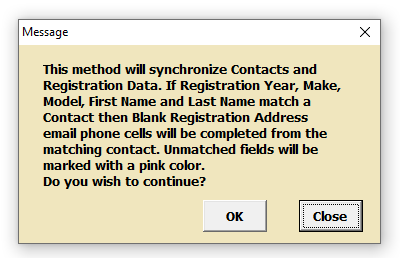 Message
This method will synchronize Contacts and
Registration Data. If Registration Year, Make,
Model, First Name and Last Name match a
Contact then Blank Registration Address
email phone cells will be completed from the
matching contact. Unmatched fields will be
marked with a pink color.
Do you wish to continue?
OK Close